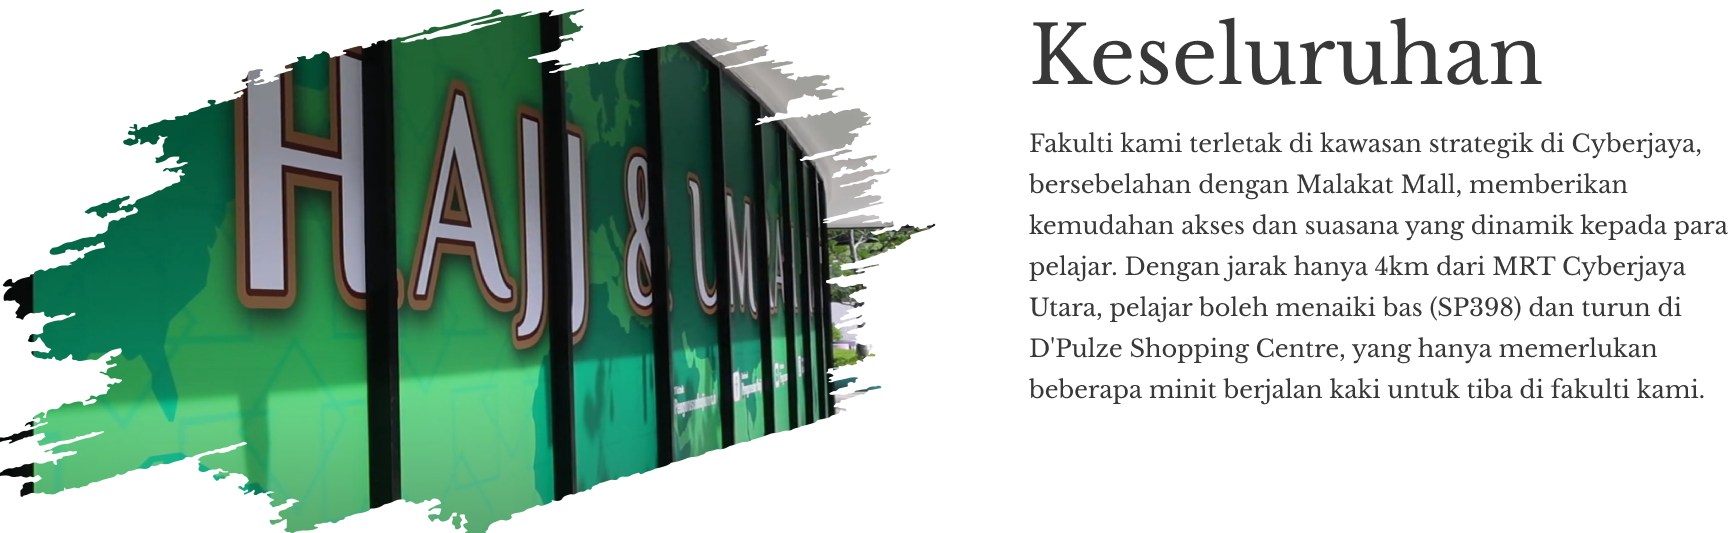 HAJJ & UM
Keseluruhan
Fakulti kami terletak di kawasan strategik di Cyberjaya,
bersebelahan dengan Malakat Mall, memberikan
kemudahan akses dan suasana yang dinamik kepada para
pelajar. Dengan jarak hanya 4km dari MRT Cyberjaya
Utara, pelajar boleh menaiki bas (SP398) dan turun di
D'Pulze Shopping Centre, yang hanya memerlukan
beberapa minit berjalan kaki untuk tiba di fakulti kami.